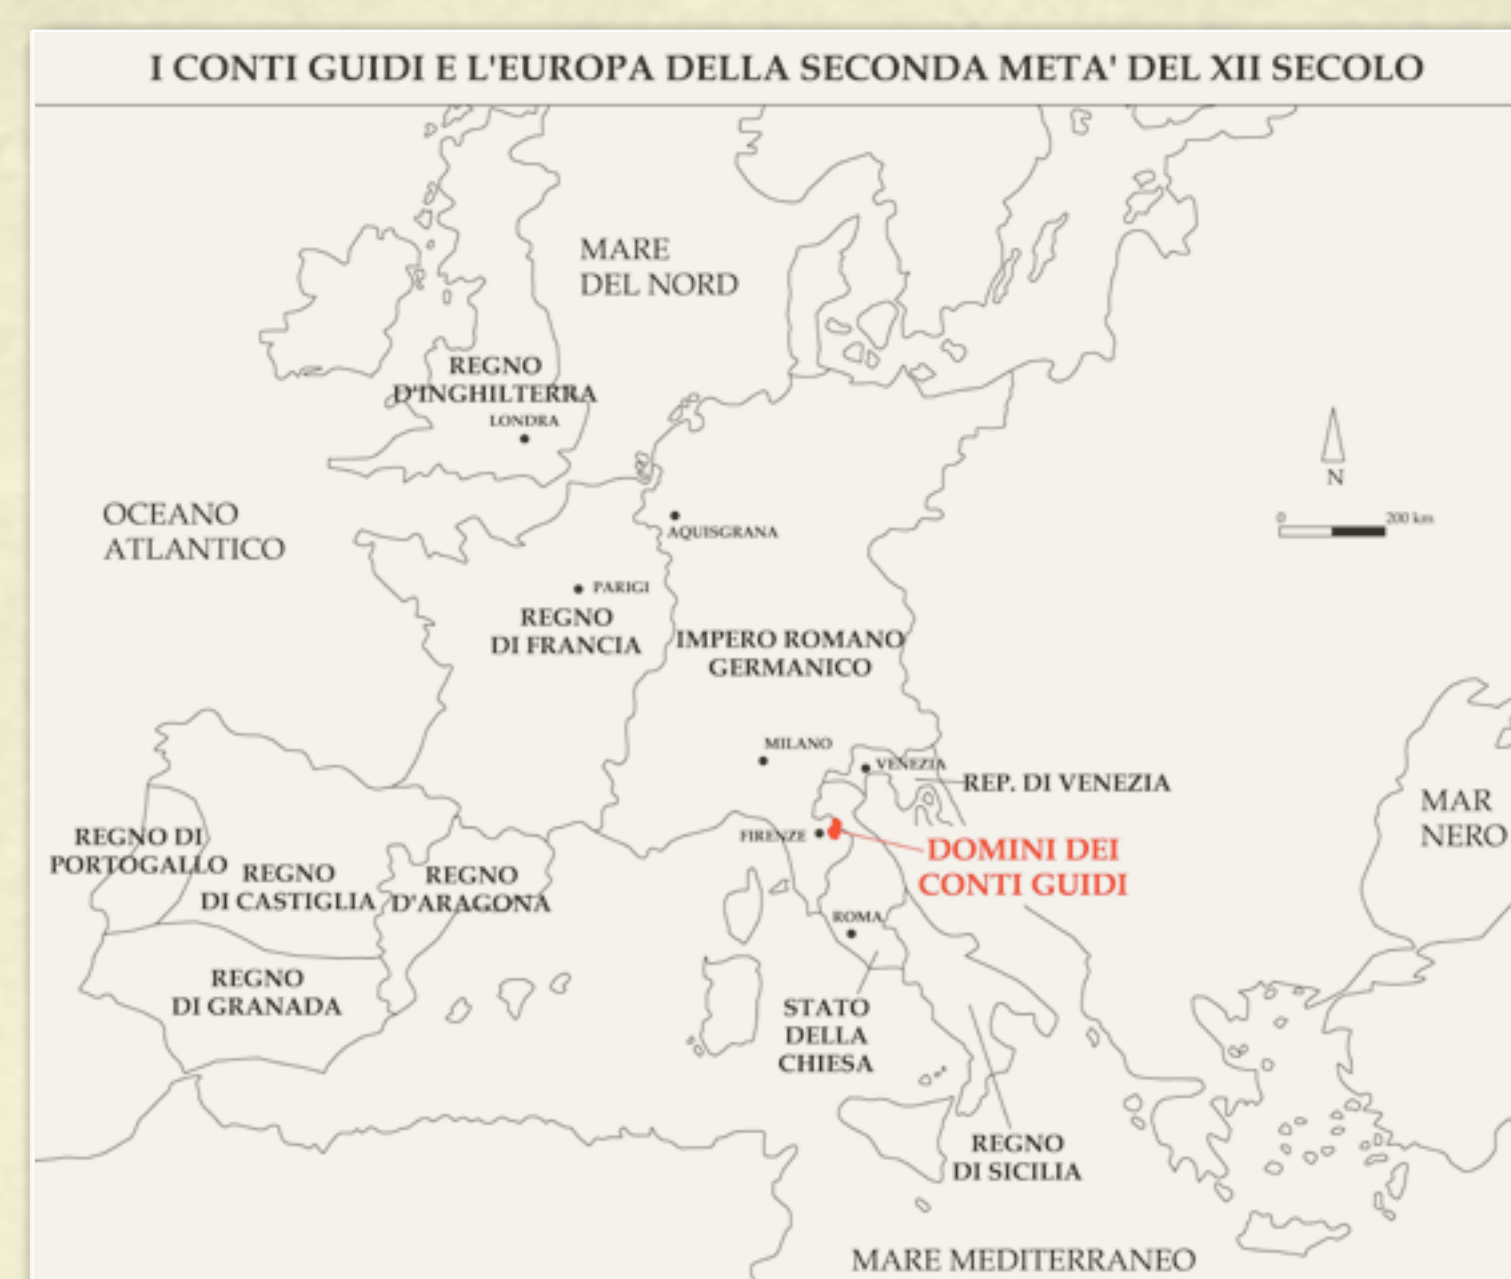 I CONTI GUIDI E L'EUROPA DELLA SECONDA META' DEL XII SECOLO
MARE
DEL NORD
REGNO
D'INGHILTERRA
LONDRA
OCEANO
ATLANTICO
N
0
200 km
AQUISGRANA
PARIGI
REGNO
DI FRANCIA
IMPERO ROMANO
GERMANICO
MILANO
VENEZIA
REP. DI VENEZIA
MAR
NERO
FIRENZE
DOMINI DEI
CONTI GUIDI
REGNO DI
PORTOGALLO
REGNO
DI CASTIGLIA
REGNO
D'ARAGONA
ROMA
REGNO
DI GRANADA
STATO
DELLA
CHIESA
REGNO
DI SICILIA
MARE MEDITERRANEO